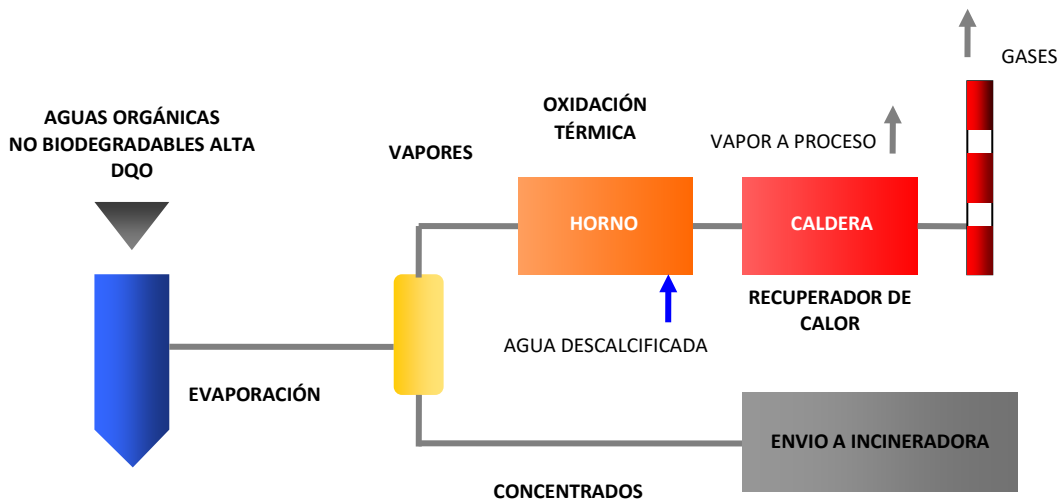 GASES
AGUAS ORGÁNICAS
NO BIODEGRADABLES ALTA
DQO
OXIDACIÓN
TÉRMICA
VAPORES
VAPOR A PROCESO
HORNO
CALDERA
RECUPERADOR DE
CALOR
AGUA DESCALCIFICADA
EVAPORACIÓN
ENVIO A INCINERADORA
CONCENTRADOS